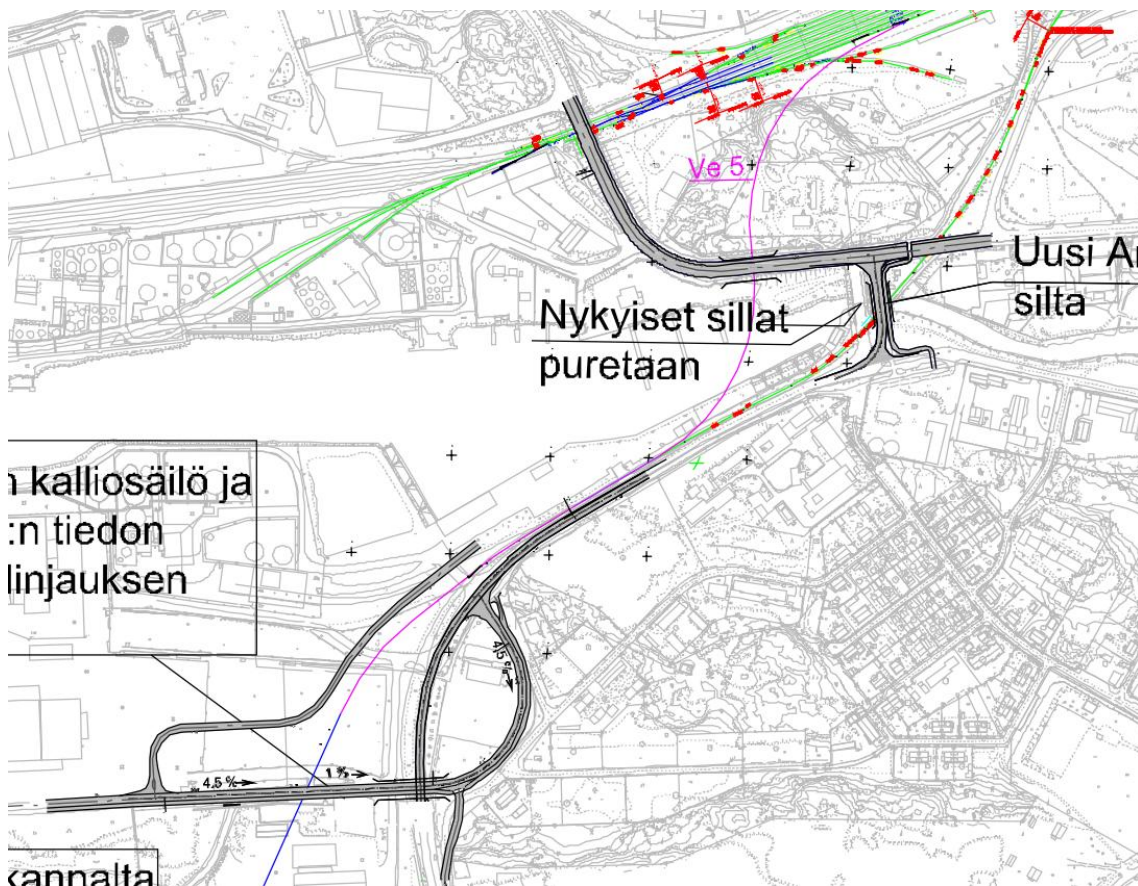 Ve 5
Uusi
silta
Nykyiset sillat
puretaan
kalliosäilö ja
:n tiedon
linjauksen
4,5 %
4,5 %
1 %
kannalta